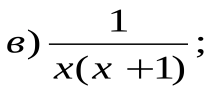 в) 1/(x(x+1));